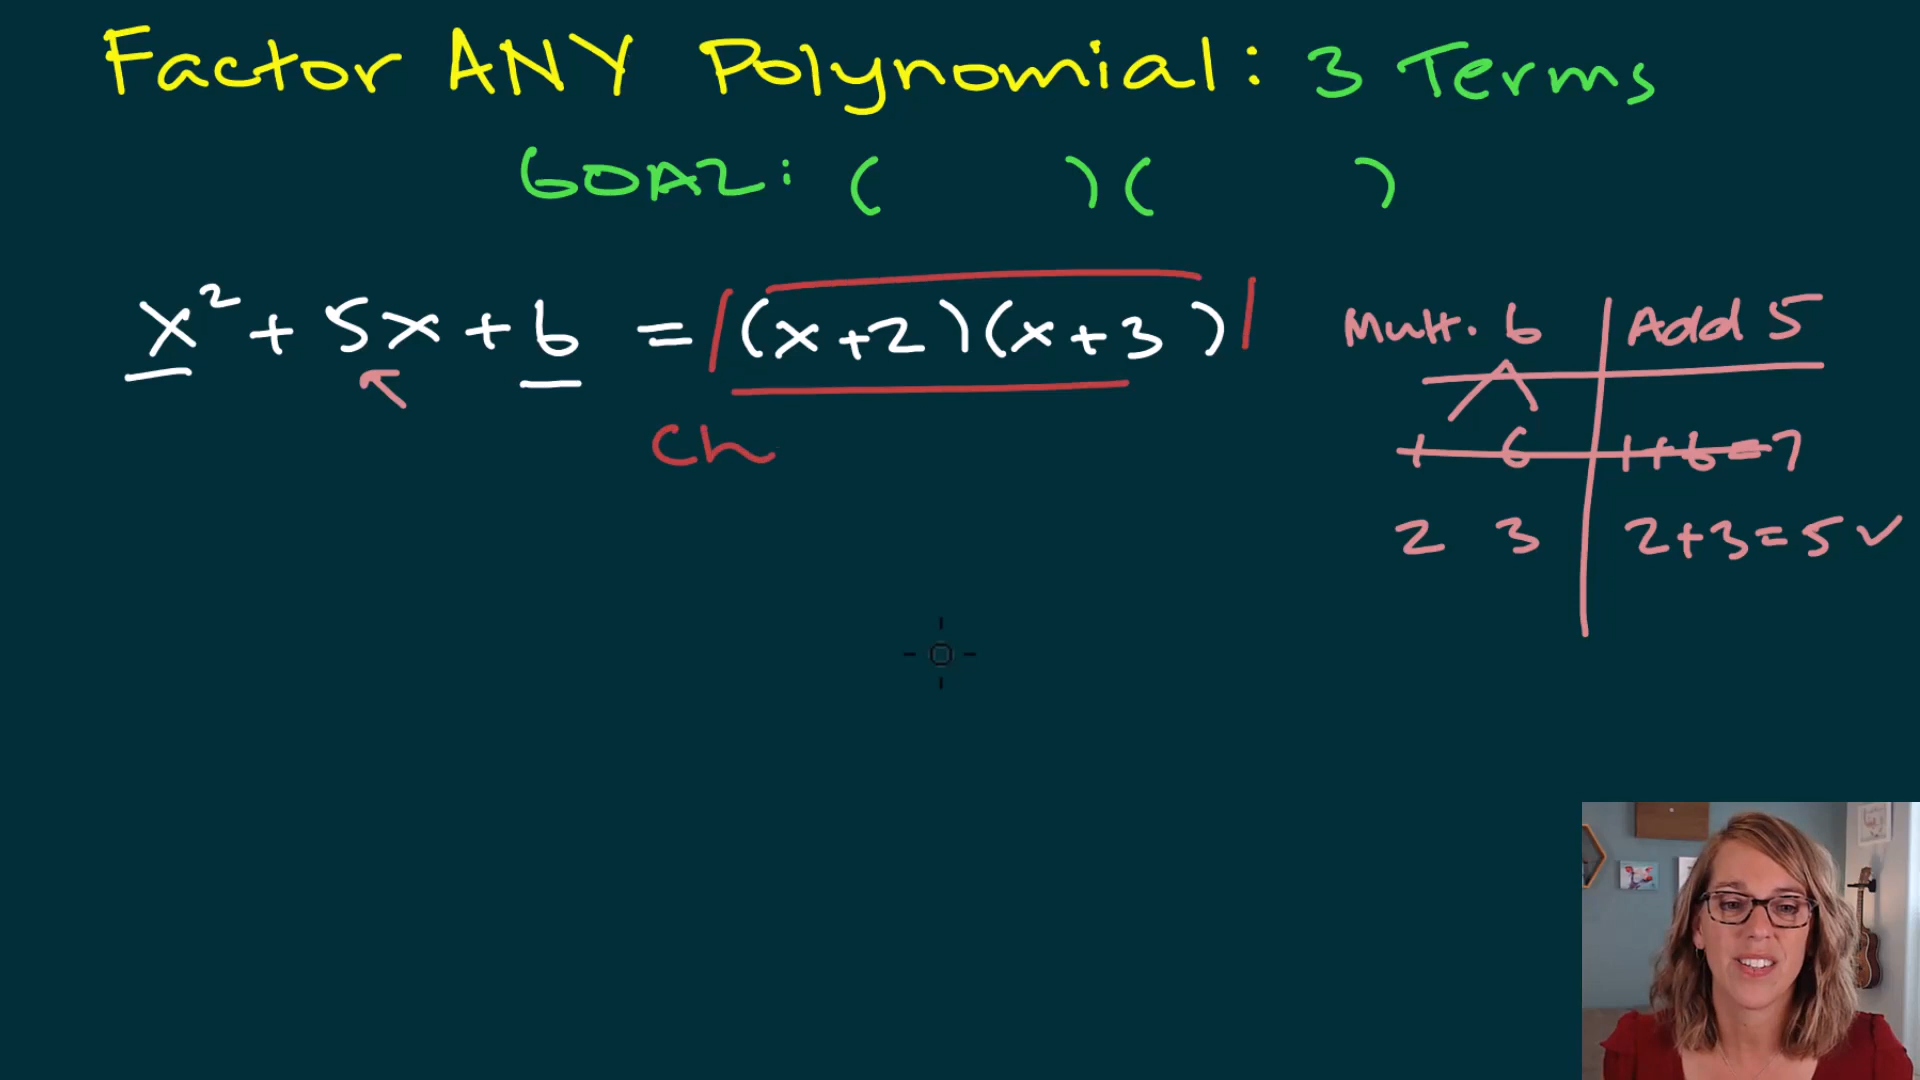 Factor ANY Polynomial: 3 Terms
GOAL: ( )( )
x² + 5x + 6 = (x+2)(x+3)
Ch
Mult. 6 | Add 5
1 6 | 1+6=7
2 3 | 2+3=5 ✓